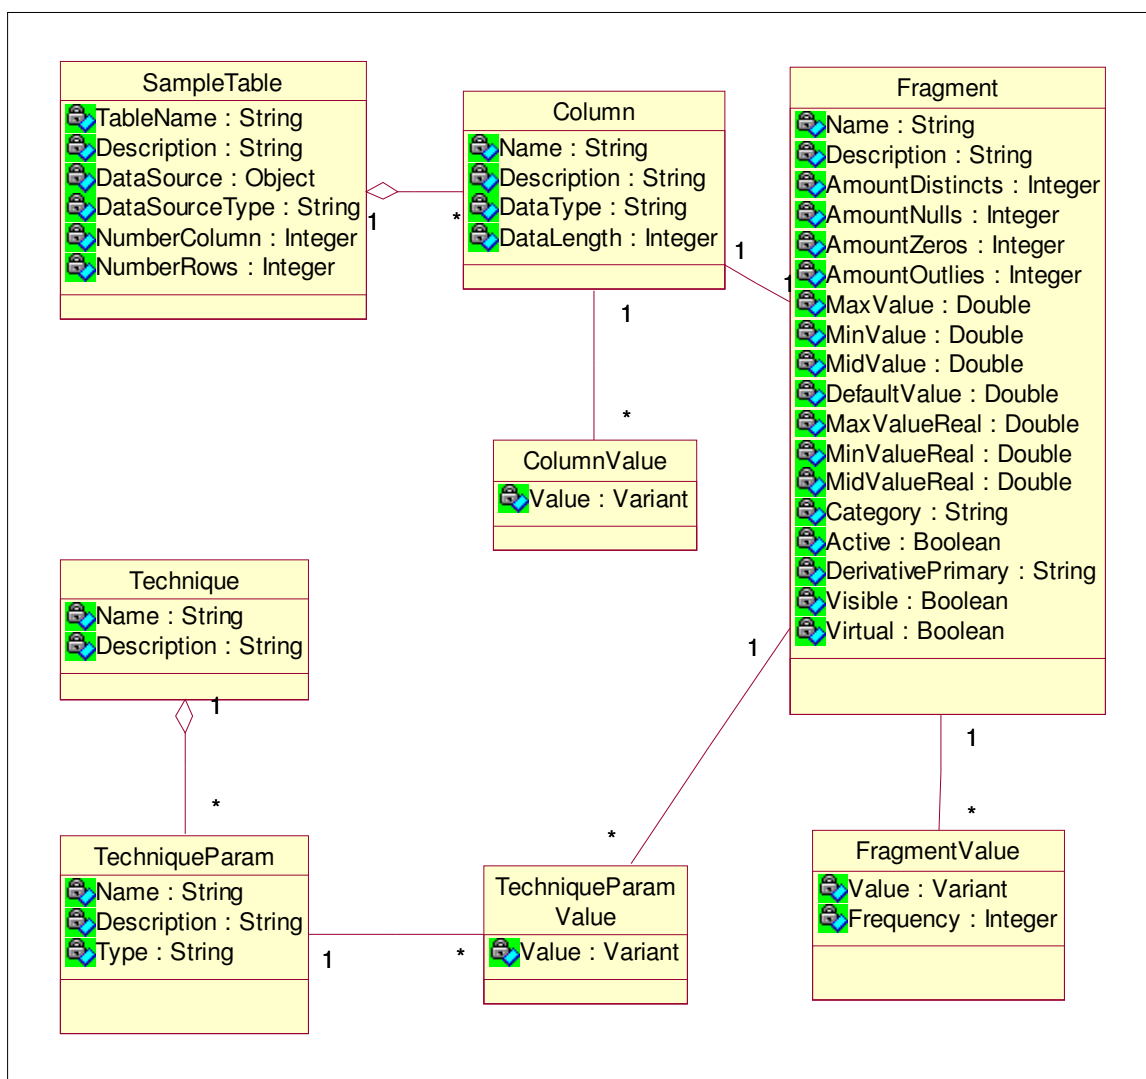 SampleTable
TableName : String
Description : String
DataSource : Object
DataSourceType : String
NumberColumn : Integer
NumberRows : Integer
1
*
Column
Name : String
Description : String
DataType : String
DataLength : Integer
1
1
1
*
Fragment
Name : String
Description : String
AmountDistincts : Integer
AmountNulls : Integer
AmountZeros : Integer
AmountOutlies : Integer
MaxValue : Double
MinValue : Double
MidValue : Double
DefaultValue : Double
MaxValueReal : Double
MinValueReal : Double
MidValueReal : Double
Category : String
Active : Boolean
DerivativePrimary : String
Visible : Boolean
Virtual : Boolean
ColumnValue
Value : Variant
Technique
Name : String
Description : String
1
*
1
*
1
*
TechniqueParam
Name : String
Description : String
Type : String
1
*
TechniqueParam
Value
Value : Variant
FragmentValue
Value : Variant
Frequency : Integer